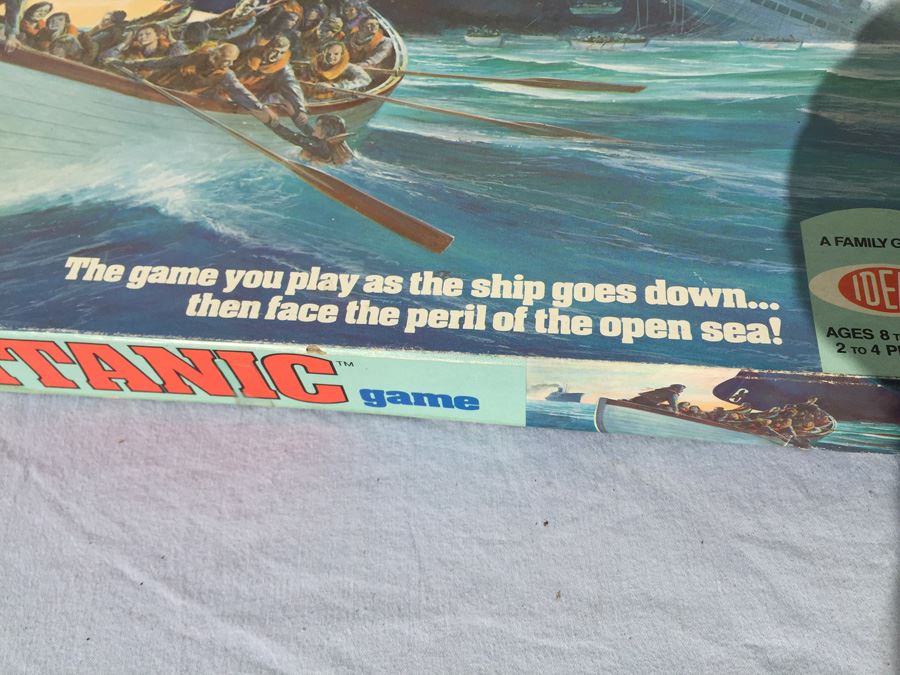 The game you play as the ship goes down...
then face the peril of the open sea!
A FAMILY G
IDE
AGES 8 T
2 TO 4 P
TANIC™ game